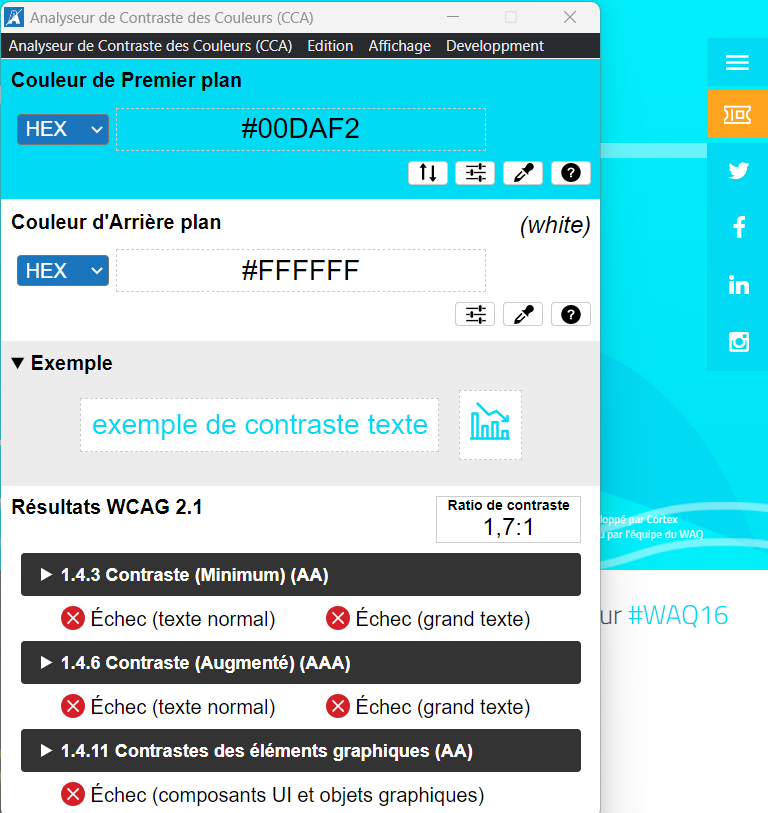 Analyseur de Contraste des Couleurs (CCA)
Analyseur de Contraste des Couleurs (CCA) Edition Affichage Developpment
Couleur de Premier plan
HEX #00DAF2
Couleur d'Arrière plan (white)
HEX #FFFFFF
▼ Exemple
exemple de contraste texte
Résultats WCAG 2.1
Ratio de contraste
1,7:1
1.4.3 Contraste (Minimum) (AA)
Échec (texte normal) Échec (grand texte)
1.4.6 Contraste (Augmenté) (AAA)
Échec (texte normal) Échec (grand texte)
1.4.11 Contrastes des éléments graphiques (AA)
Échec (composants UI et objets graphiques)
loppé par Cortex
u par l'équipe du WAQ
ur #WAQ16